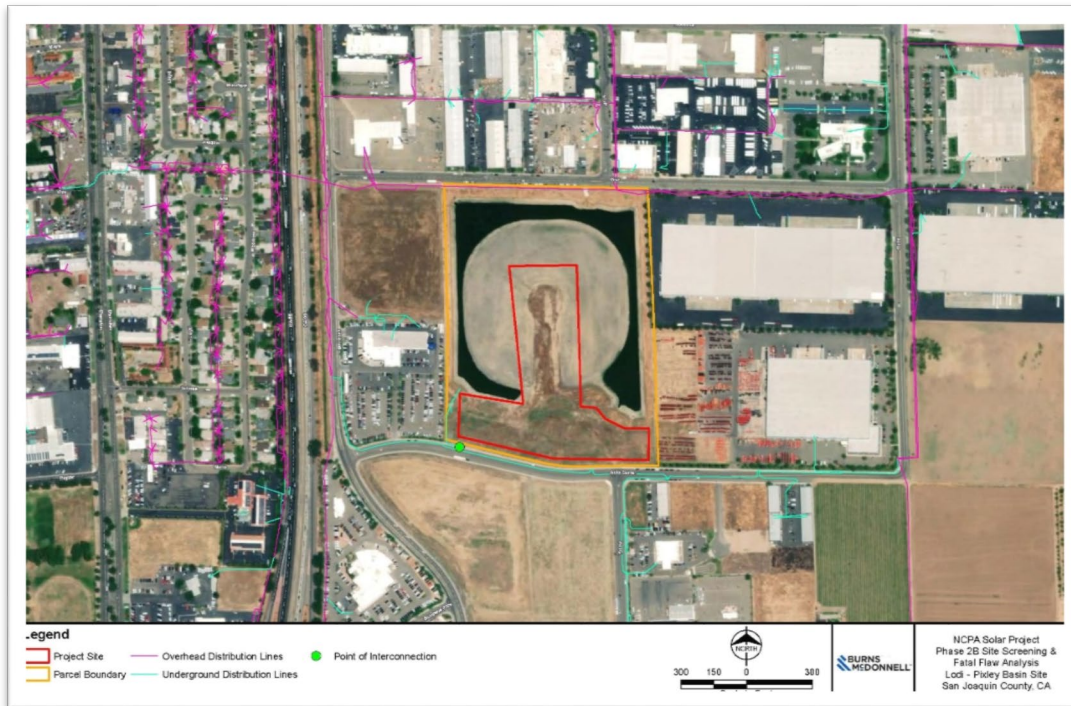 Legend
Project Site
Overhead Distribution Lines
Point of Interconnection
Parcel Boundary
Underground Distribution Lines
NORTH
300 150 0 300
BURNS
McDONNELL
NCPA Solar Project
Phase 2B Site Screening &
Fatal Flaw Analysis
Lodi - Pixley Basin Site
San Joaquin County, CA